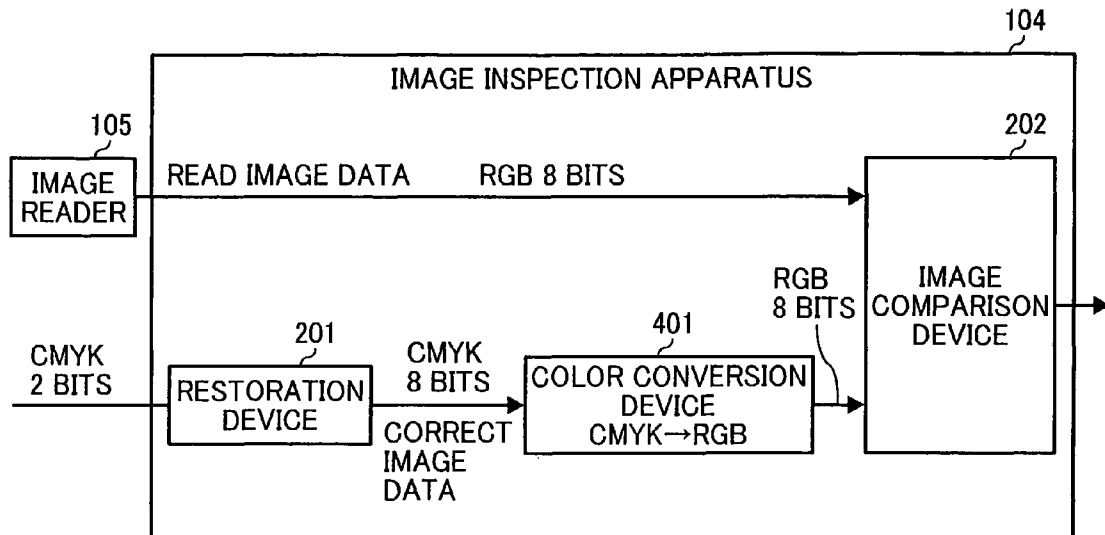 104
IMAGE INSPECTION APPARATUS
105
202
IMAGE
READER
READ IMAGE DATA
RGB 8 BITS
IMAGE
COMPARISON
DEVICE
RGB
8 BITS
CMYK
2 BITS
201
RESTORATION
DEVICE
CMYK
8 BITS
CORRECT
IMAGE
DATA
401
COLOR CONVERSION
DEVICE
CMYK→RGB